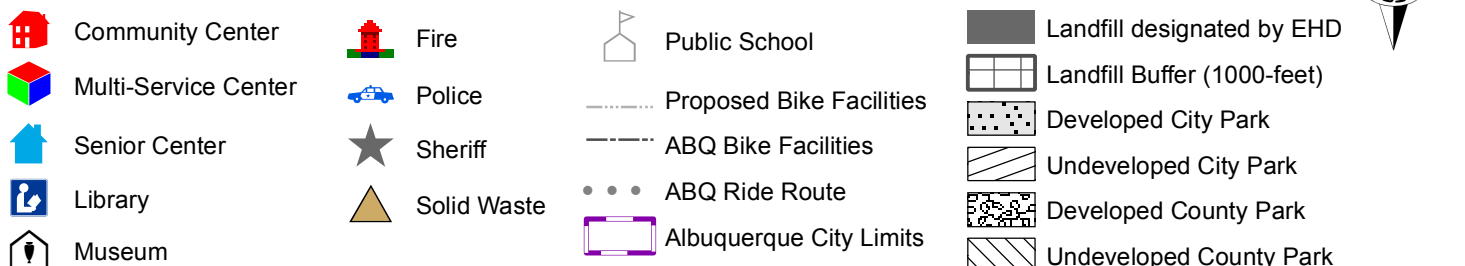 Community Center
Multi-Service Center
Senior Center
Library
Museum
Fire
Police
Sheriff
Solid Waste
Public School
Proposed Bike Facilities
ABQ Bike Facilities
ABQ Ride Route
Albuquerque City Limits
Landfill designated by EHD
Landfill Buffer (1000-feet)
Developed City Park
Undeveloped City Park
Developed County Park
Undeveloped County Park